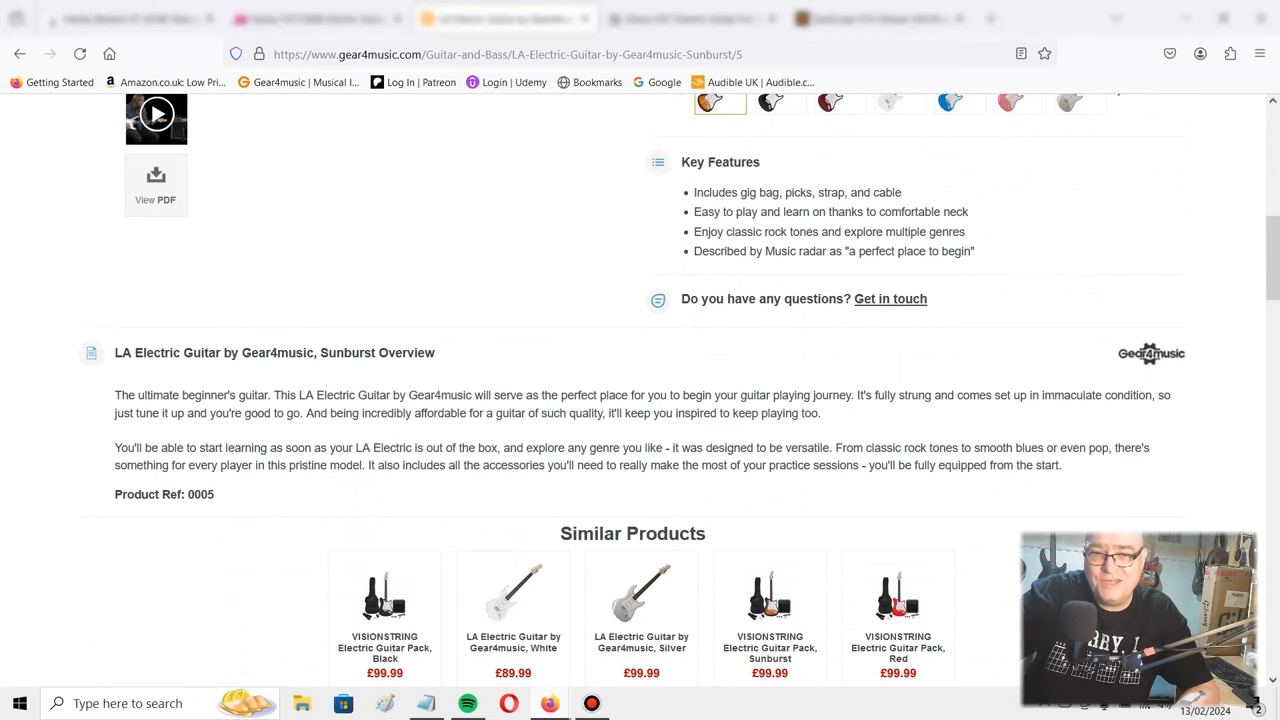 LA Electric Guitar by Gear4m
https://www.gear4music.com/Guitar-and-Bass/LA-Electric-Guitar-by-Gear4music-Sunburst/5
Getting Started
Amazon.co.uk: Low Pri...
Gear4music | Musical I...
Log In | Patreon
Login | Udemy
Bookmarks
Google
Audible UK | Audible.c...
View PDF
Key Features
Includes gig bag, picks, strap, and cable
Easy to play and learn on thanks to comfortable neck
Enjoy classic rock tones and explore multiple genres
Described by Music radar as "a perfect place to begin"
Do you have any questions? Get in touch
LA Electric Guitar by Gear4music, Sunburst Overview
Gear4music
The ultimate beginner's guitar. This LA Electric Guitar by Gear4music will serve as the perfect place for you to begin your guitar playing journey. It's fully strung and comes set up in immaculate condition, so
just tune it up and you're good to go. And being incredibly affordable for a guitar of such quality, it'll keep you inspired to keep playing too.
You'll be able to start learning as soon as your LA Electric is out of the box, and explore any genre you like - it was designed to be versatile. From classic rock tones to smooth blues or even pop, there's
something for every player in this pristine model. It also includes all the accessories you'll need to really make the most of your practice sessions - you'll be fully equipped from the start.
Product Ref: 0005
Similar Products
VISIONSTRING
Electric Guitar Pack,
Black
£99.99
LA Electric Guitar by
Gear4music, White
£89.99
LA Electric Guitar by
Gear4music, Silver
£99.99
VISIONSTRING
Electric Guitar Pack,
Sunburst
£99.99
VISIONSTRING
Electric Guitar Pack,
Red
£99.99
Type here to search
13/02/2024
2